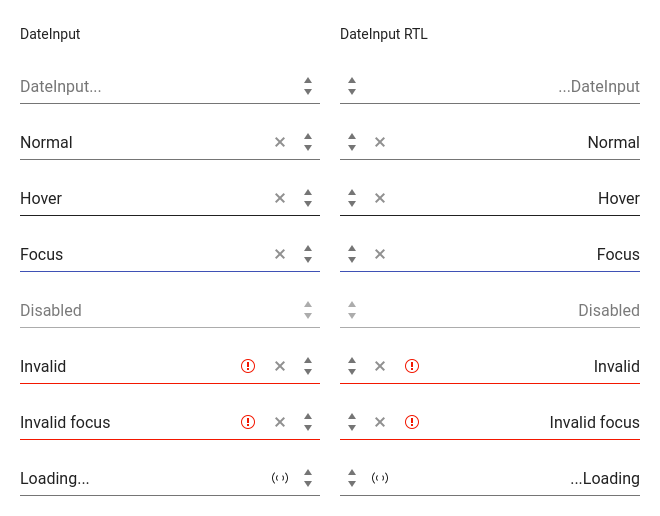 DateInput
DateInput RTL
DateInput...
...DateInput
Normal
Normal
Hover
Hover
Focus
Focus
Disabled
Disabled
Invalid
Invalid
Invalid focus
Invalid focus
Loading...
...Loading